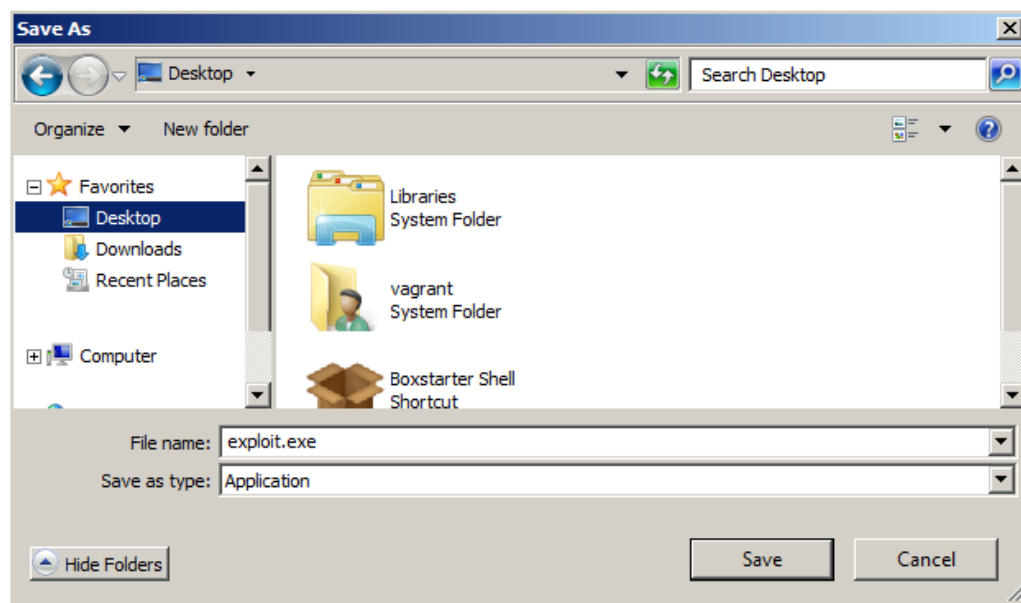 Save As
Desktop
Search Desktop
Organize
New folder
Favorites
Desktop
Downloads
Recent Places
Computer
Libraries
System Folder
vagrant
System Folder
Boxstarter Shell
Shortcut
File name: exploit.exe
Save as type: Application
Hide Folders
Save
Cancel